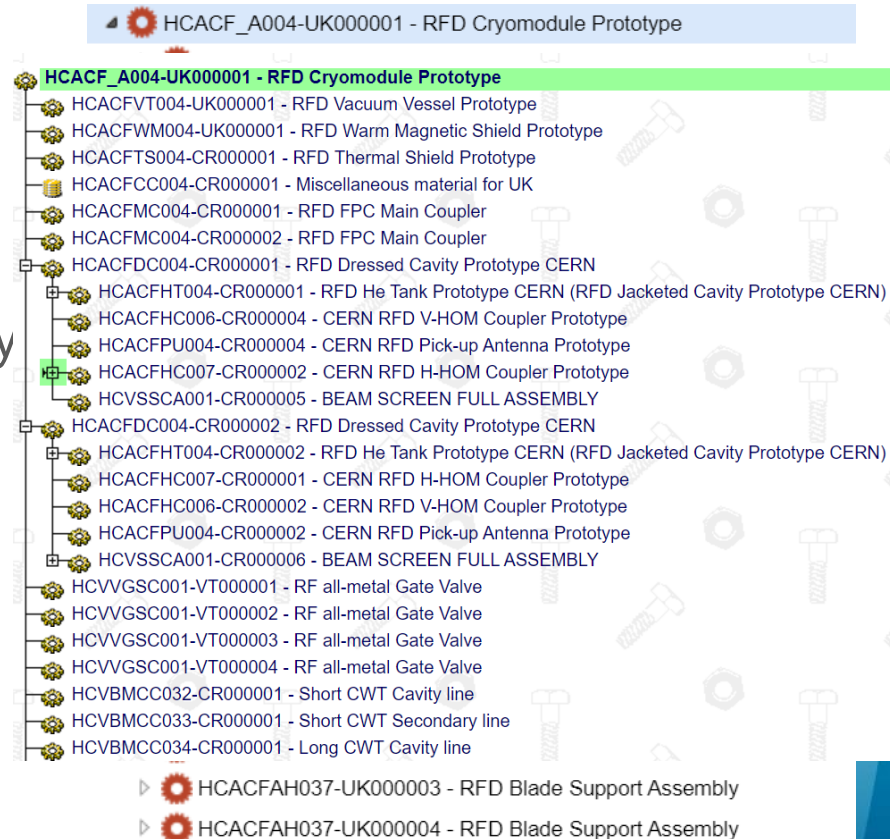 HCACF_A004-UK000001 - RFD Cryomodule Prototype
HCACF_A004-UK000001 - RFD Cryomodule Prototype
HCACFVT004-UK000001 - RFD Vacuum Vessel Prototype
HCACFWM004-UK000001 - RFD Warm Magnetic Shield Prototype
HCACFTS004-CR000001 - RFD Thermal Shield Prototype
HCACFCC004-CR000001 - Miscellaneous material for UK
HCACFMC004-CR000001 - RFD FPC Main Coupler
HCACFMC004-CR000002 - RFD FPC Main Coupler
HCACFDC004-CR000001 - RFD Dressed Cavity Prototype CERN
HCACFHT004-CR000001 - RFD He Tank Prototype CERN (RFD Jacketed Cavity Prototype CERN)
HCACFHC006-CR000004 - CERN RFD V-HOM Coupler Prototype
y
HCACFPU004-CR000004 - CERN RFD Pick-up Antenna Prototype
HCACFHC007-CR000002 - CERN RFD H-HOM Coupler Prototype
HCVSSCA001-CR000005 - BEAM SCREEN FULL ASSEMBLY
HCACFDC004-CR000002 - RFD Dressed Cavity Prototype CERN
HCACFHT004-CR000002 - RFD He Tank Prototype CERN (RFD Jacketed Cavity Prototype CERN)
HCACFHC007-CR000001 - CERN RFD H-HOM Coupler Prototype
HCACFHC006-CR000002 - CERN RFD V-HOM Coupler Prototype
HCACFPU004-CR000002 - CERN RFD Pick-up Antenna Prototype
HCVSSCA001-CR000006 - BEAM SCREEN FULL ASSEMBLY
HCVVGSC001-VT000001 - RF all-metal Gate Valve
HCVVGSC001-VT000002 - RF all-metal Gate Valve
HCVVGSC001-VT000003 - RF all-metal Gate Valve
HCVVGSC001-VT000004 - RF all-metal Gate Valve
HCVBMCC032-CR000001 - Short CWT Cavity line
HCVBMCC033-CR000001 - Short CWT Secondary line
HCVBMCC034-CR000001 - Long CWT Cavity line
HCACFAH037-UK000003 - RFD Blade Support Assembly
HCACFAH037-UK000004 - RFD Blade Support Assembly